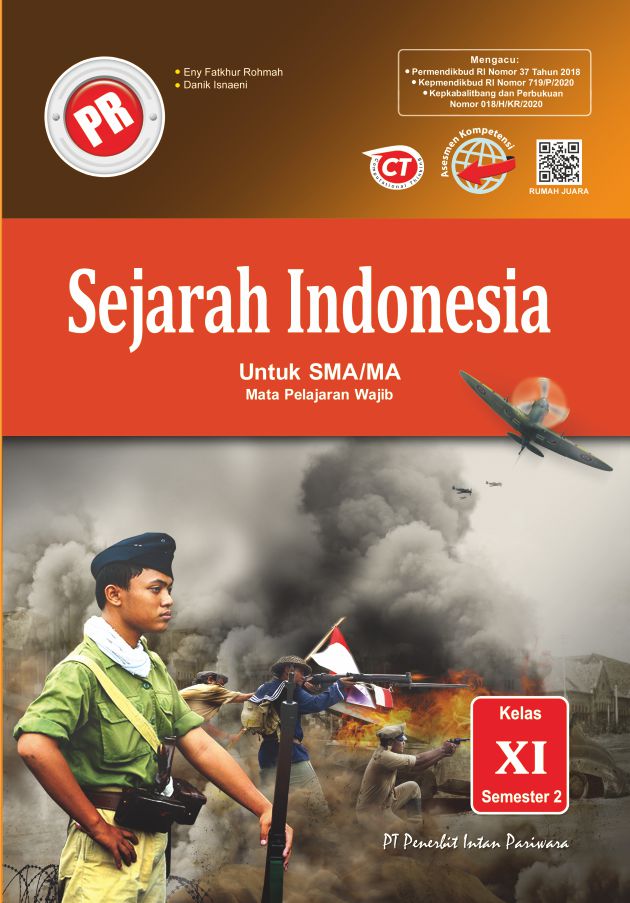 PR
• Eny Fatkhur Rohmah
• Danik Isnaeni
Mengacu:
• Permendikbud RI Nomor 37 Tahun 2018
• Kepmendikbud RI Nomor 719/P/2020
• Kepkabalitbang dan Perbukuan
Nomor 018/H/KR/2020
CT
Computational Thinking
Asesmen Kompetensi
RUMAH JUARA
Sejarah Indonesia
Untuk SMA/MA
Mata Pelajaran Wajib
Kelas
XI
Semester 2
PT Penerbit Intan Pariwara